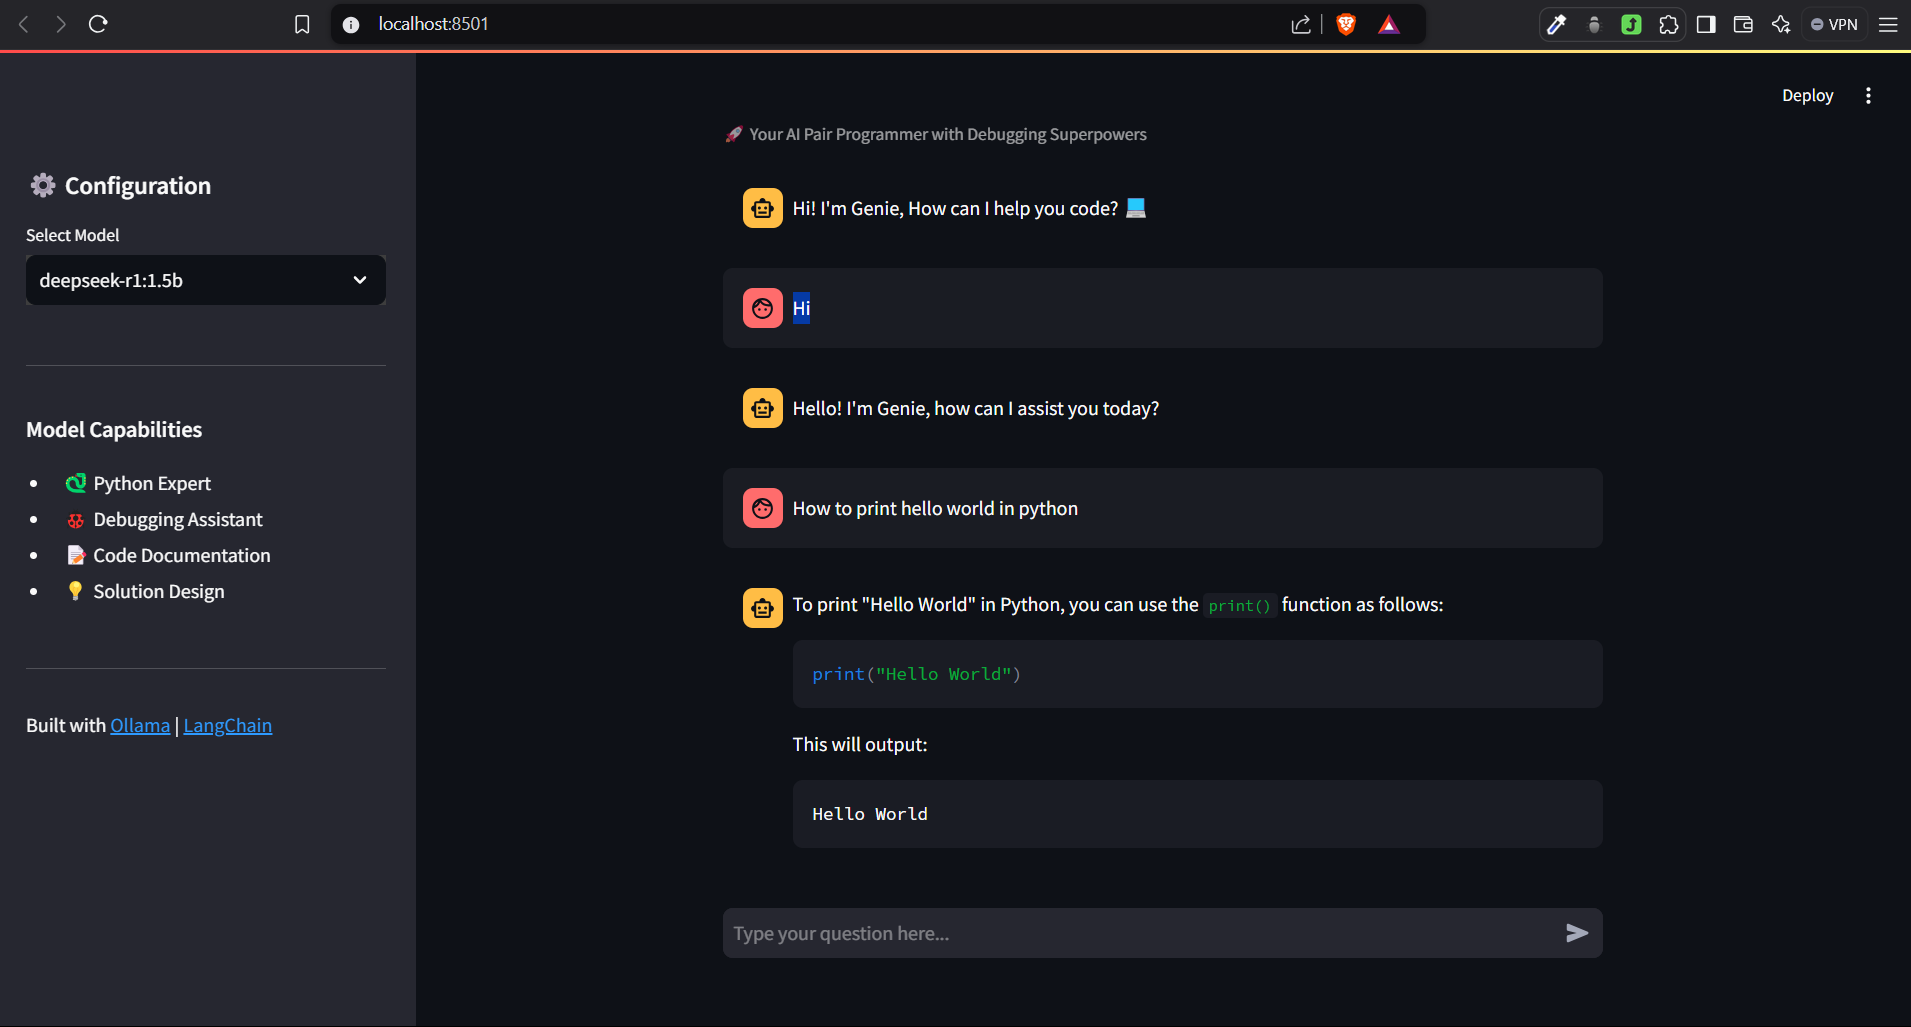 localhost:8501
VPN
Deploy
Configuration
Select Model
deepseek-r1:1.5b
Model Capabilities
Python Expert
Debugging Assistant
Code Documentation
Solution Design
Built with Ollama | LangChain
Your AI Pair Programmer with Debugging Superpowers
Hi! I'm Genie, How can I help you code?
Hi
Hello! I'm Genie, how can I assist you today?
How to print hello world in python
To print "Hello World" in Python, you can use the print() function as follows:
print("Hello World")
This will output:
Hello World
Type your question here...